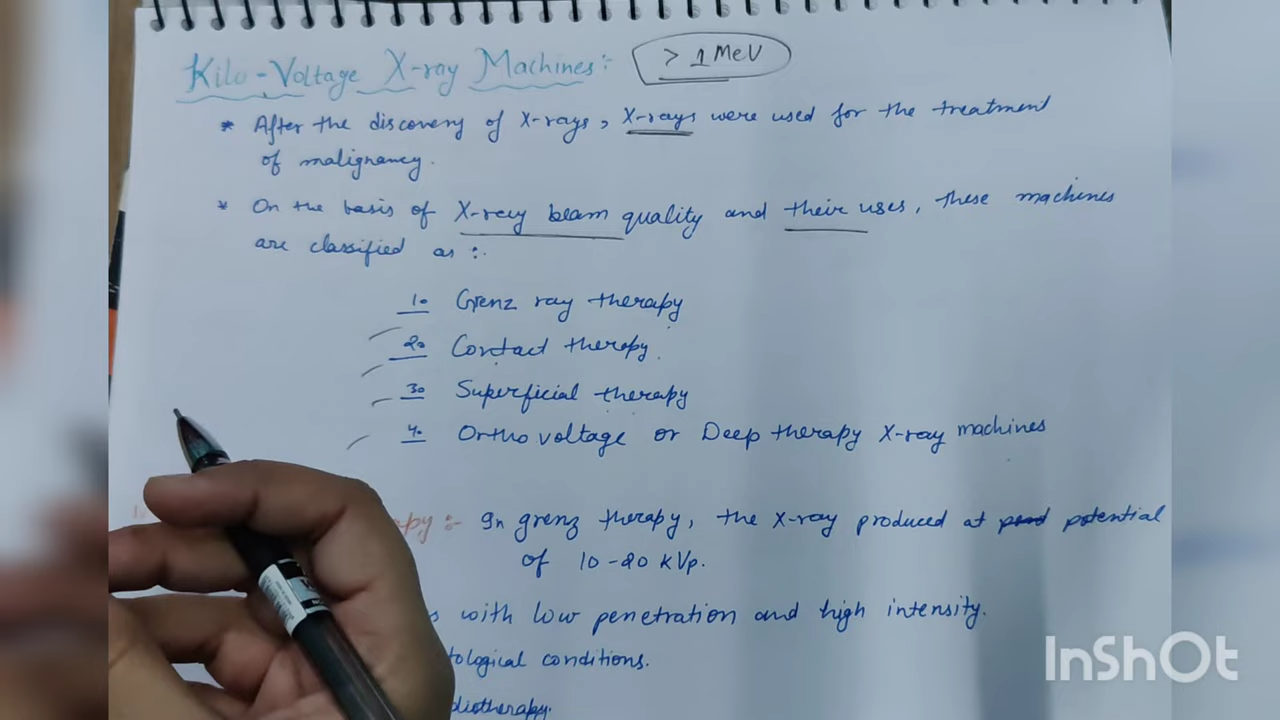 Kilo-Voltage X-ray Machines:- > 1 MeV
* After the discovery of X-rays, X-rays were used for the treatment
of malignancy.
* On the basis of X-ray beam quality and their uses, these machines
are classified as :-
1. Grenz ray therapy
2. Contact therapy.
3. Superficial therapy
4. Ortho voltage or Deep therapy X-ray machines
:- In grenz therapy, the X-ray produced at potential
of 10-20 KVp.
with low penetration and high intensity.
conditions.
InShOt